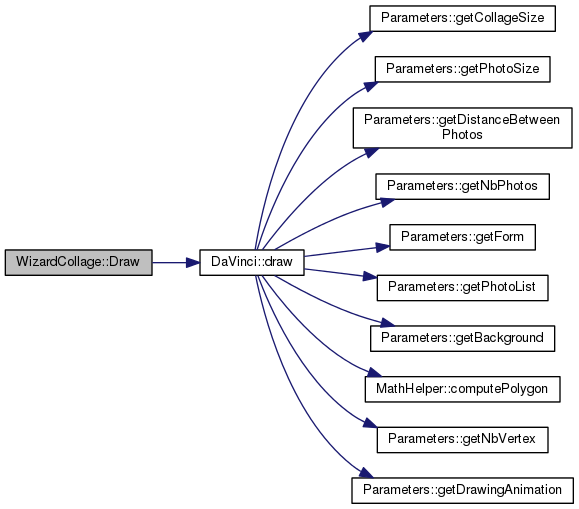 Parameters::getCollageSize
Parameters::getPhotoSize
Parameters::getDistanceBetween
Photos
Parameters::getNbPhotos
Parameters::getForm
WizardCollage::Draw
DaVinci::draw
Parameters::getPhotoList
Parameters::getBackground
MathHelper::computePolygon
Parameters::getNbVertex
Parameters::getDrawingAnimation